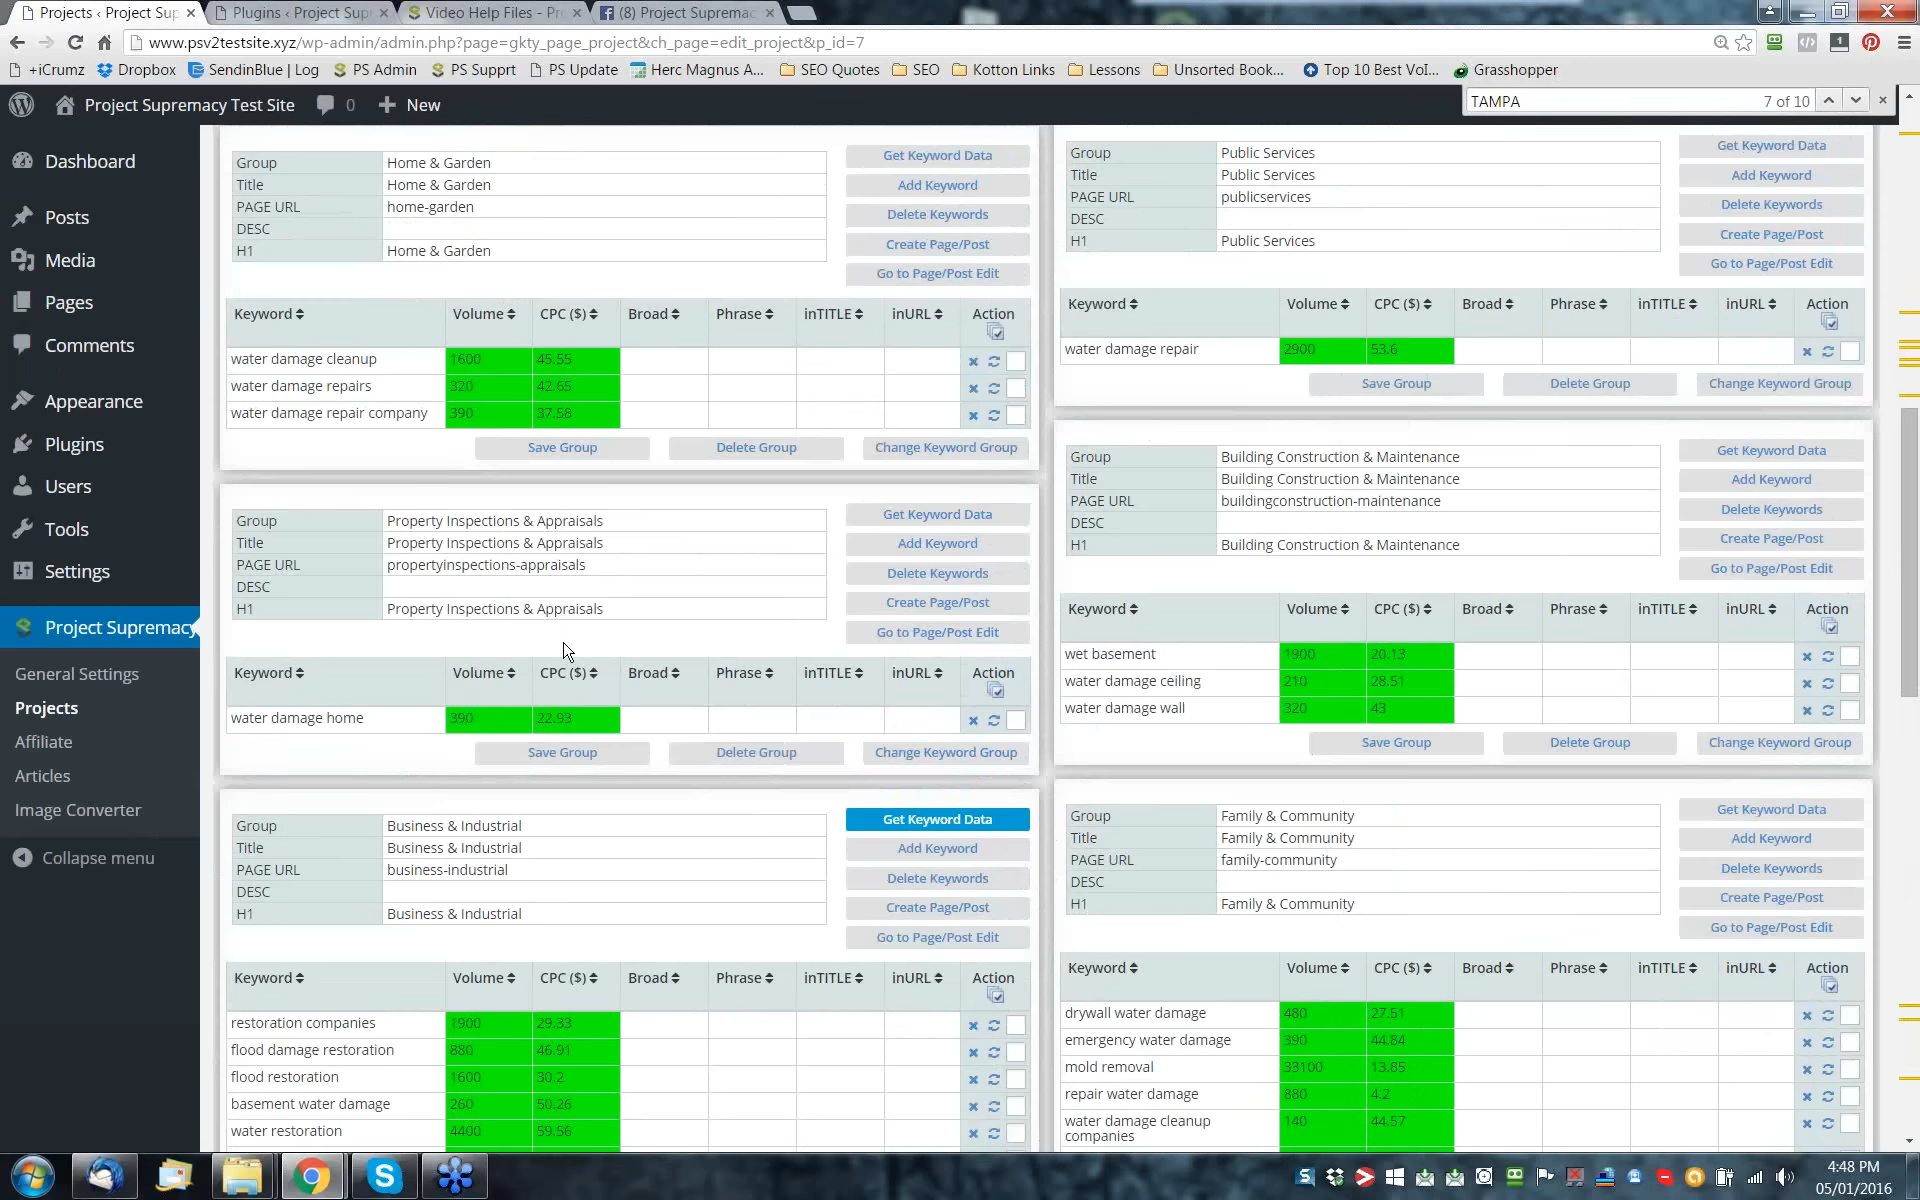 Projects ‹ Project Sup
Plugins ‹ Project Sup
Video Help Files - Pr
(8) Project Supremac
www.psv2testsite.xyz/wp-admin/admin.php?page=gkty_page_project&ch_page=edit_project&p_id=7
+iCrumz
Dropbox
SendinBlue | Log
PS Admin
PS Supprt
PS Update
Herc Magnus A...
SEO Quotes
SEO
Kotton Links
Lessons
Unsorted Book...
Top 10 Best VoI...
Grasshopper
Project Supremacy Test Site
0
New
TAMPA
7 of 10
Dashboard
Posts
Media
Pages
Comments
Appearance
Plugins
Users
Tools
Settings
Project Supremacy
General Settings
Projects
Affiliate
Articles
Image Converter
Collapse menu
Group Home & Garden
Title Home & Garden
PAGE URL home-garden
DESC
H1 Home & Garden
Get Keyword Data
Add Keyword
Delete Keywords
Create Page/Post
Go to Page/Post Edit
Keyword Volume CPC ($) Broad Phrase inTITLE inURL Action
water damage cleanup 1600 45.55
water damage repairs 320 42.65
water damage repair company 390 37.58
Save Group
Delete Group
Change Keyword Group
Group Property Inspections & Appraisals
Title Property Inspections & Appraisals
PAGE URL propertyinspections-appraisals
DESC
H1 Property Inspections & Appraisals
Get Keyword Data
Add Keyword
Delete Keywords
Create Page/Post
Go to Page/Post Edit
Keyword Volume CPC ($) Broad Phrase inTITLE inURL Action
water damage home 390 22.93
Save Group
Delete Group
Change Keyword Group
Group Business & Industrial
Title Business & Industrial
PAGE URL business-industrial
DESC
H1 Business & Industrial
Get Keyword Data
Add Keyword
Delete Keywords
Create Page/Post
Go to Page/Post Edit
Keyword Volume CPC ($) Broad Phrase inTITLE inURL Action
restoration companies 1900 29.33
flood damage restoration 880 46.91
flood restoration 1600 30.2
basement water damage 260 50.26
water restoration 4400 59.56
Group Public Services
Title Public Services
PAGE URL publicservices
DESC
H1 Public Services
Get Keyword Data
Add Keyword
Delete Keywords
Create Page/Post
Go to Page/Post Edit
Keyword Volume CPC ($) Broad Phrase inTITLE inURL Action
water damage repair 2900 53.6
Save Group
Delete Group
Change Keyword Group
Group Building Construction & Maintenance
Title Building Construction & Maintenance
PAGE URL buildingconstruction-maintenance
DESC
H1 Building Construction & Maintenance
Get Keyword Data
Add Keyword
Delete Keywords
Create Page/Post
Go to Page/Post Edit
Keyword Volume CPC ($) Broad Phrase inTITLE inURL Action
wet basement 1900 20.13
water damage ceiling 210 28.51
water damage wall 320 43
Save Group
Delete Group
Change Keyword Group
Group Family & Community
Title Family & Community
PAGE URL family-community
DESC
H1 Family & Community
Get Keyword Data
Add Keyword
Delete Keywords
Create Page/Post
Go to Page/Post Edit
Keyword Volume CPC ($) Broad Phrase inTITLE inURL Action
drywall water damage 480 27.51
emergency water damage 390 44.84
mold removal 33100 13.85
repair water damage 880 4.2
water damage cleanup 140 44.57
companies
4:48 PM
05/01/2016